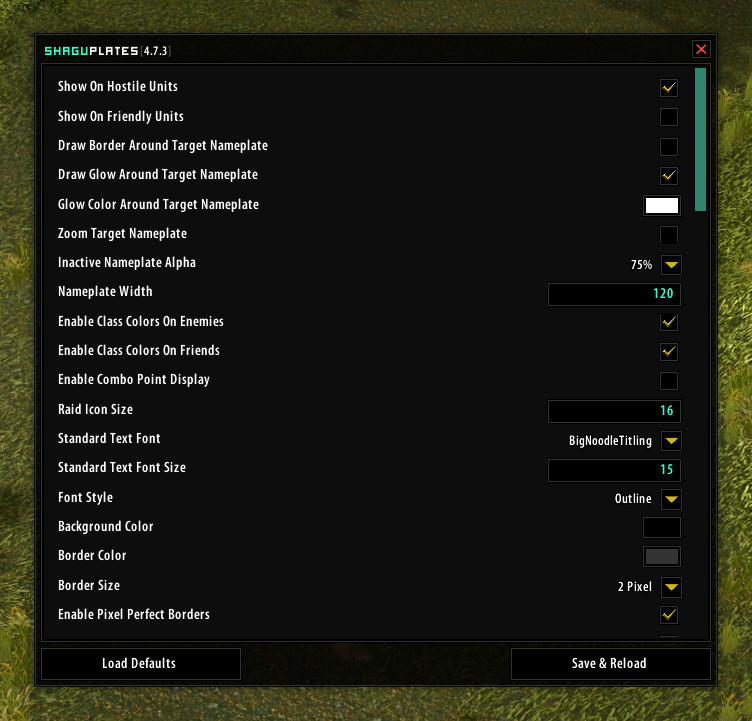 SHAGUPLATES [4.7.3]
Show On Hostile Units
Show On Friendly Units
Draw Border Around Target Nameplate
Draw Glow Around Target Nameplate
Glow Color Around Target Nameplate
Zoom Target Nameplate
Inactive Nameplate Alpha 75%
Nameplate Width 120
Enable Class Colors On Enemies
Enable Class Colors On Friends
Enable Combo Point Display
Raid Icon Size 16
Standard Text Font BigNoodleTitling
Standard Text Font Size 15
Font Style Outline
Background Color
Border Color
Border Size 2 Pixel
Enable Pixel Perfect Borders
Load Defaults Save & Reload